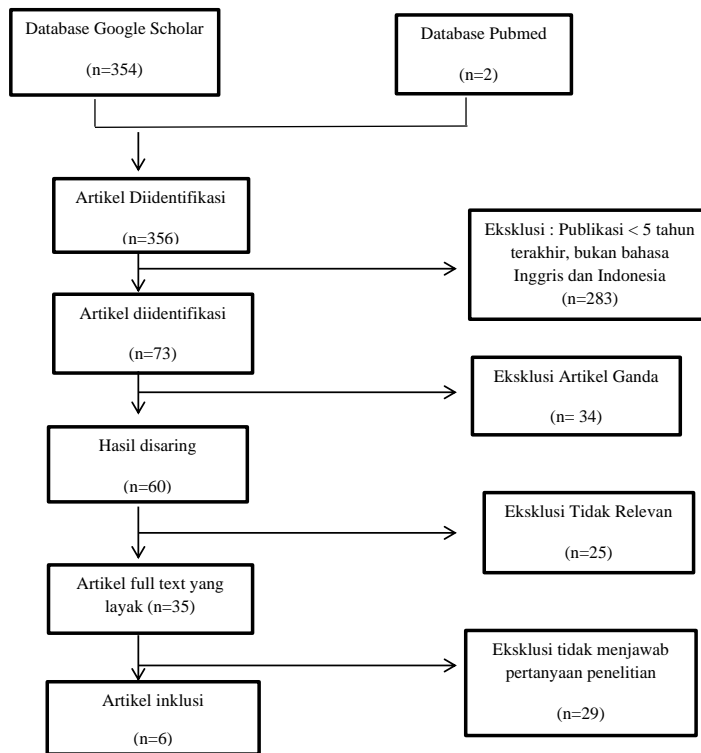 Database Google Scholar
(n=354)
Database Pubmed
(n=2)
Artikel Diidentifikasi
(n=356)
Eksklusi : Publikasi < 5 tahun
terakhir, bukan bahasa
Inggris dan Indonesia
(n=283)
Artikel diidentifikasi
(n=73)
Eksklusi Artikel Ganda
(n= 34)
Hasil disaring
(n=60)
Eksklusi Tidak Relevan
(n=25)
Artikel full text yang
layak (n=35)
Eksklusi tidak menjawab
pertanyaan penelitian
(n=29)
Artikel inklusi
(n=6)